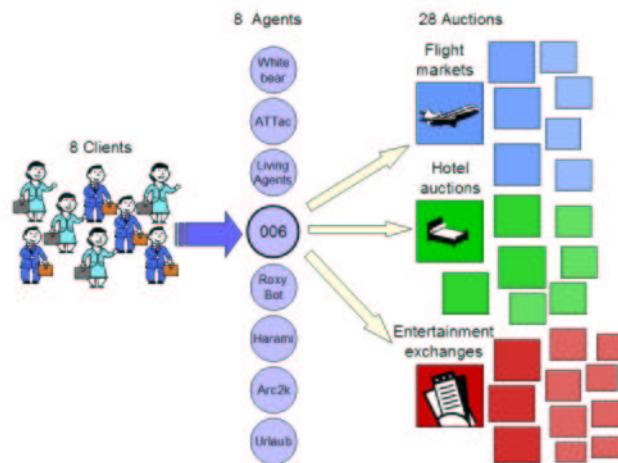 8 Agents
28 Auctions
White
bear
Flight
markets
ATTac
8 Clients
Living
Agents
Hotel
auctions
006
Roxy
Bot
Entertainment
exchanges
Harami
Arc2k
Urlaub